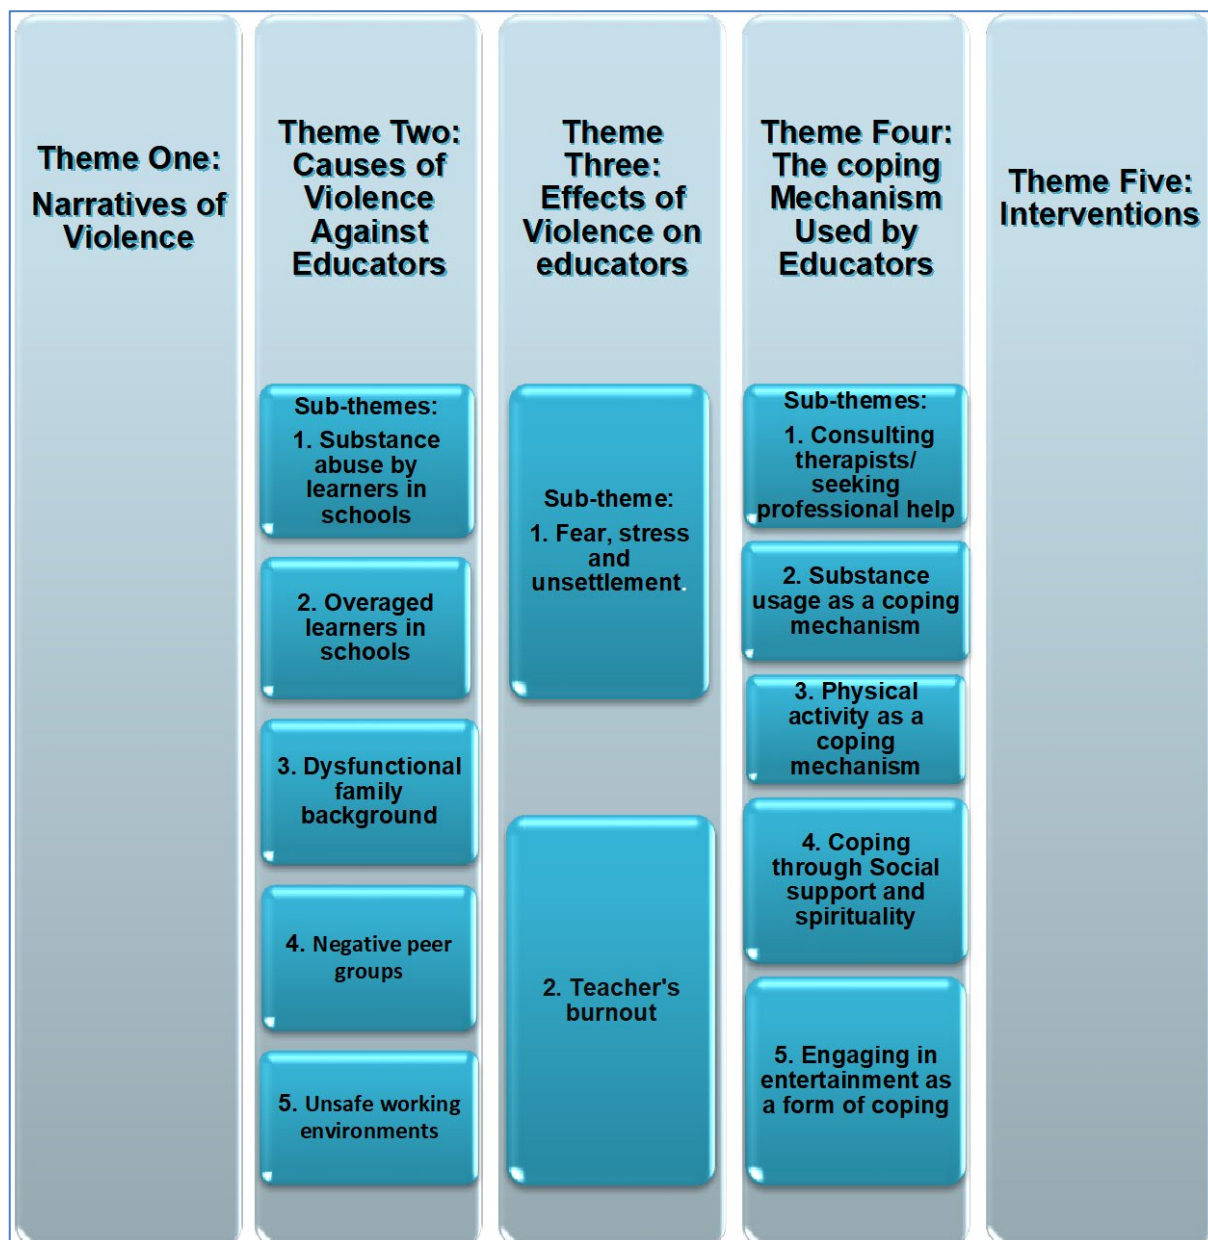 Theme One:
Narratives of
Violence
Theme Two:
Causes of
Violence
Against
Educators
Sub-themes:
1. Substance
abuse by
learners in
schools
2. Overaged
learners in
schools
3. Dysfunctional
family
background
4. Negative peer
groups
5. Unsafe working
environments
Theme
Three:
Effects of
Violence on
educators
Sub-theme:
1. Fear, stress
and
unsettlement.
2. Teacher's
burnout
Theme Four:
The coping
Mechanism
Used by
Educators
Sub-themes:
1. Consulting
therapists/
seeking
professional help
2. Substance
usage as a coping
mechanism
3. Physical
activity as a
coping
mechanism
4. Coping
through Social
support and
spirituality
5. Engaging in
entertainment as
a form of coping
Theme Five:
Interventions